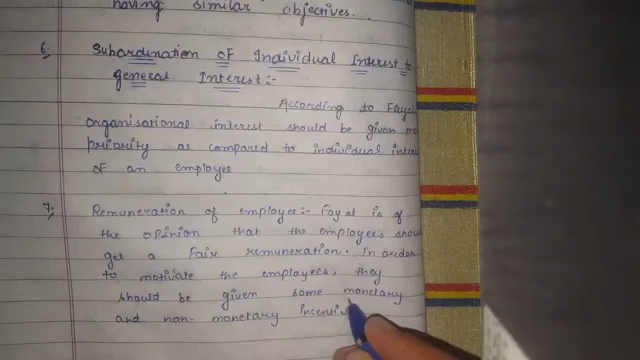 having similar objectives.
6. Subordination of Individual Interest to
general Interest:-
According to Fayol
organisational interest should be given
priority as compared to individual
of an employee
7. Remuneration of employee:- Fayol is of
the opinion that the employees
get a fair remuneration. In order
to motivate the employees, they
should be given some monetary
and non-monetary